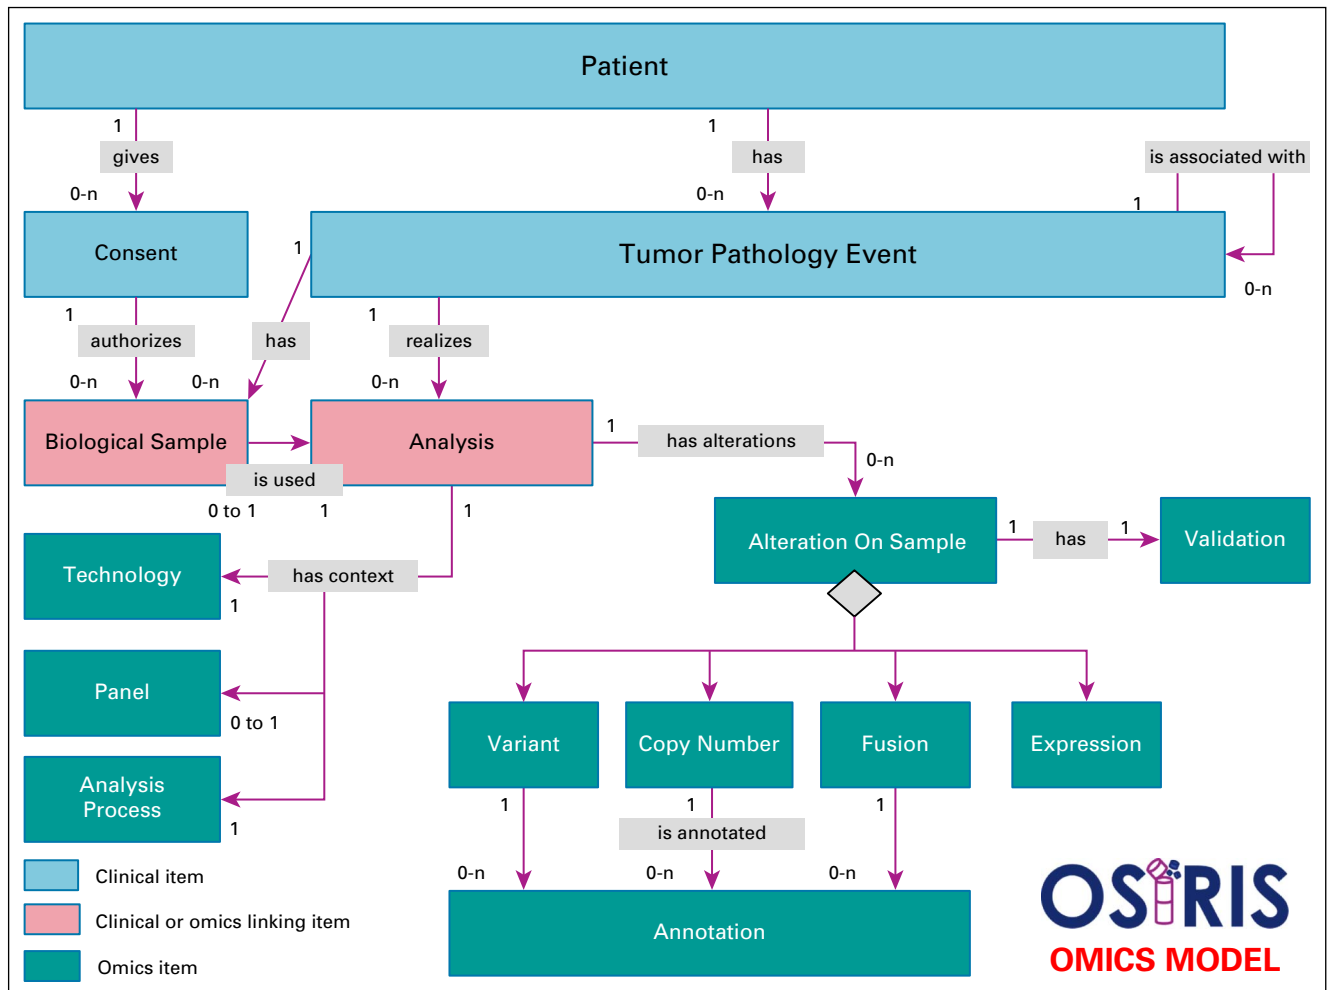 Patient
1
1
gives
has
is associated with
0-n
0-n
1
Consent
1
Tumor Pathology Event
0-n
1
1
authorizes
has
realizes
0-n
0-n
0-n
Biological Sample
Analysis
1
has alterations
0-n
is used
0 to 1
1
1
Alteration On Sample
1
has
1
Validation
Technology
has context
1
Panel
0 to 1
Variant
Copy Number
Fusion
Expression
Analysis
Process
1
1
1
1
is annotated
0-n
0-n
0-n
Annotation
Clinical item
Clinical or omics linking item
Omics item
OSIRIS
OMICS MODEL